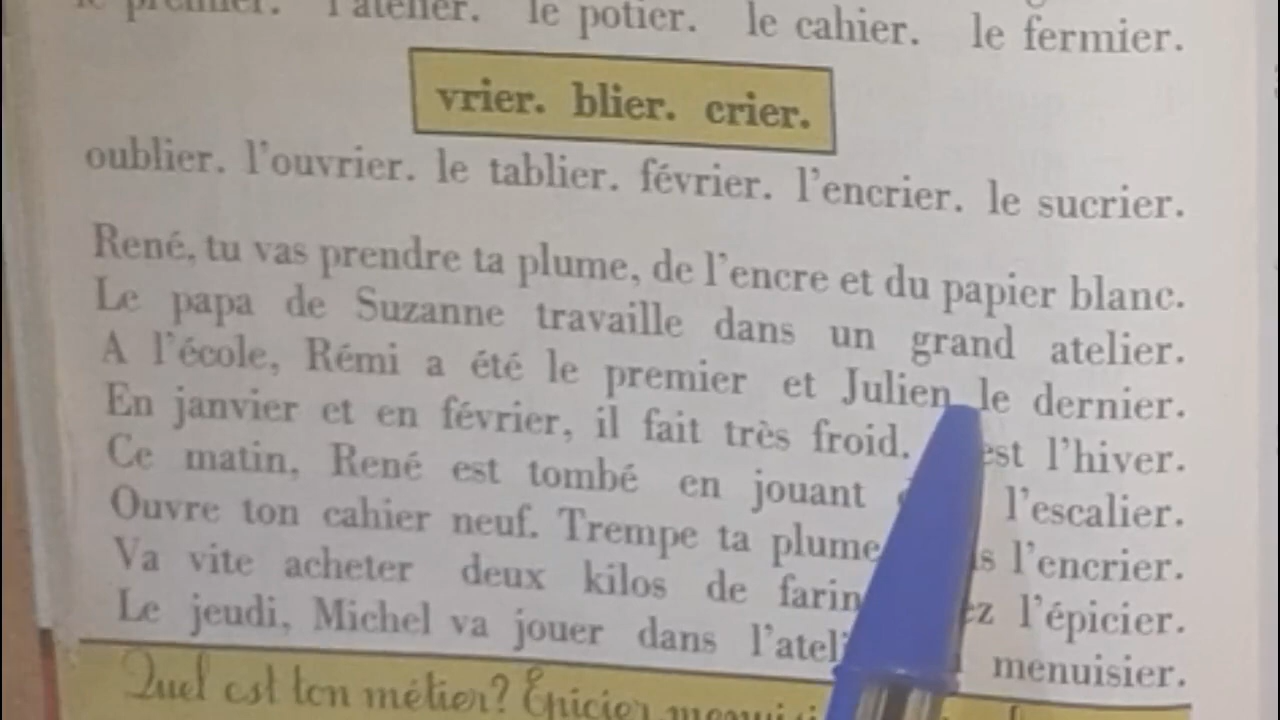 le premier. l'atelier. le potier. le cahier. le fermier.
vrier. blier. crier.
oublier. l'ouvrier. le tablier. février. l'encrier. le sucrier.
René, tu vas prendre ta plume, de l'encre et du papier blanc.
Le papa de Suzanne travaille dans un grand atelier.
A l'école, Rémi a été le premier et Julien le dernier.
En janvier et en février, il fait très froid. est l'hiver.
Ce matin, René est tombé en jouant l'escalier.
Ouvre ton cahier neuf. Trempe ta plume l'encrier.
Va vite acheter deux kilos de l'épicier.
Le jeudi, Michel va jouer dans menuisier.
Quel est ton métier? Epicier